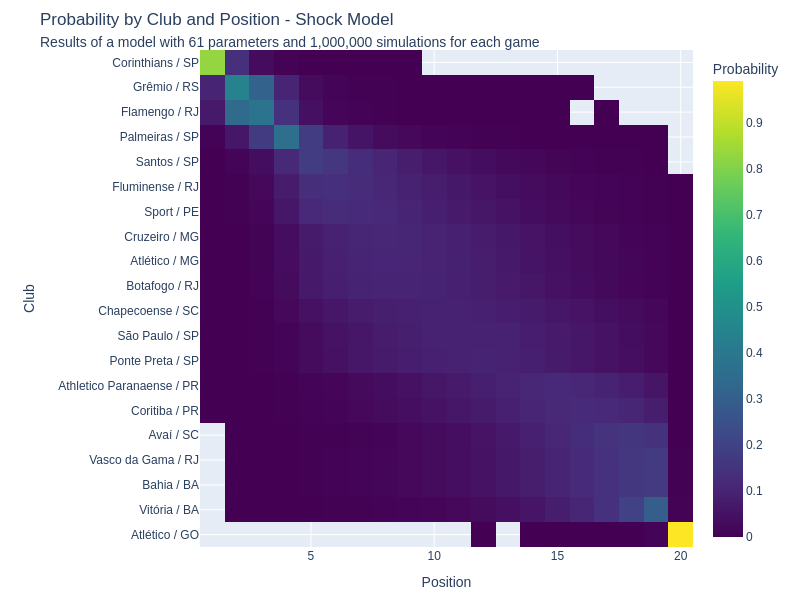 Probability by Club and Position - Shock Model
Results of a model with 61 parameters and 1,000,000 simulations for each game
Probability
Club
Corinthians / SP
Grêmio / RS
Flamengo / RJ
Palmeiras / SP
Santos / SP
Fluminense / RJ
Sport / PE
Cruzeiro / MG
Atlético / MG
Botafogo / RJ
Chapecoense / SC
São Paulo / SP
Ponte Preta / SP
Athletico Paranaense / PR
Coritiba / PR
Avaí / SC
Vasco da Gama / RJ
Bahia / BA
Vitória / BA
Atlético / GO
5
10
15
20
Position
0.9
0.8
0.7
0.6
0.5
0.4
0.3
0.2
0.1
0